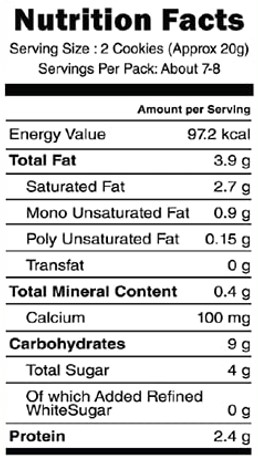 Nutrition Facts
Serving Size : 2 Cookies (Approx 20g)
Servings Per Pack: About 7-8
Amount per Serving
Energy Value 97.2 kcal
Total Fat 3.9 g
Saturated Fat 2.7 g
Mono Unsaturated Fat 0.9 g
Poly Unsaturated Fat 0.15 g
Transfat 0 g
Total Mineral Content 0.4 g
Calcium 100 mg
Carbohydrates 9 g
Total Sugar 4 g
Of which Added Refined
WhiteSugar 0 g
Protein 2.4 g